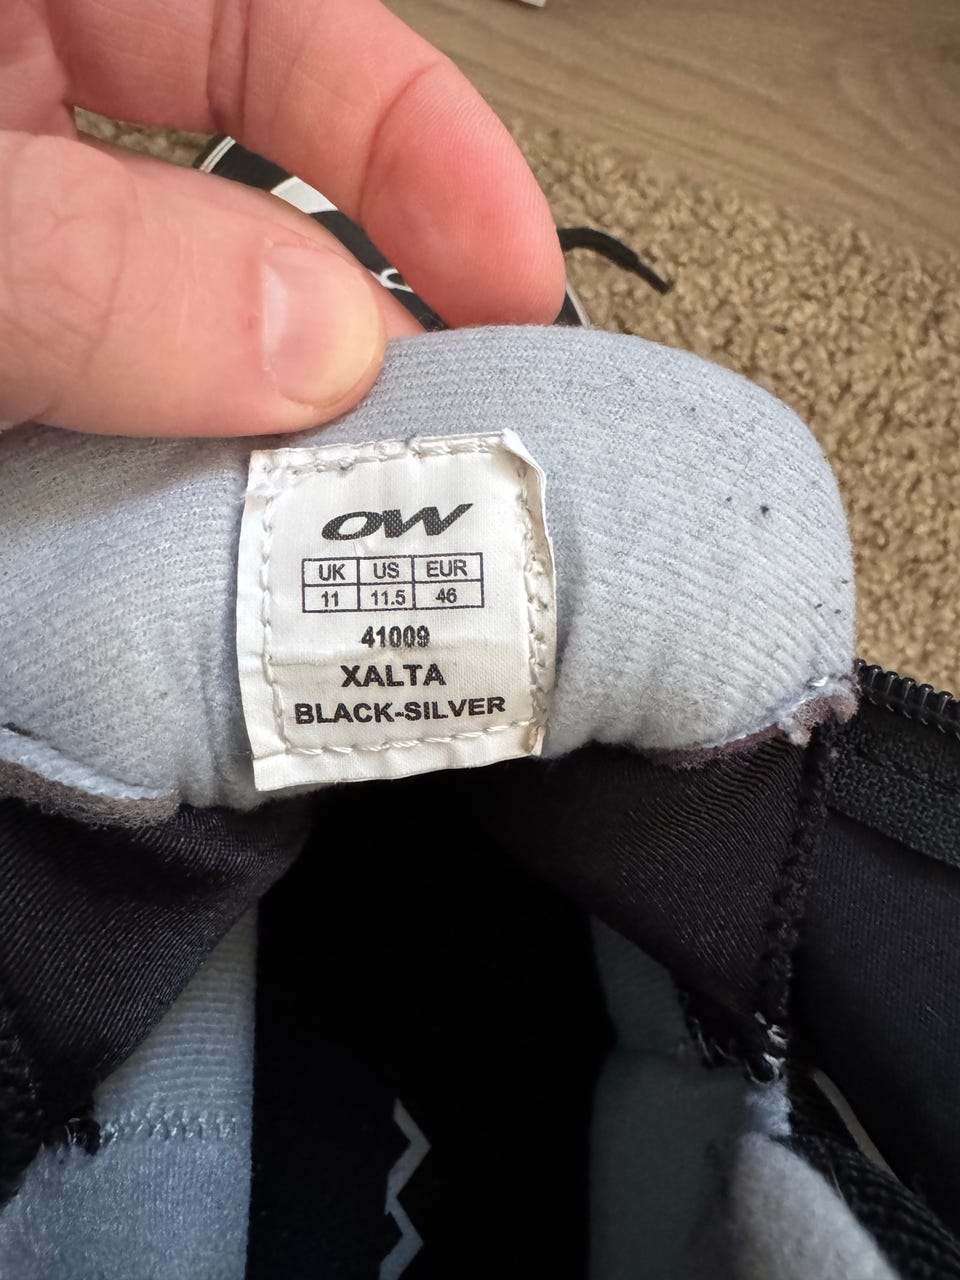 OW
UK US EUR
11 11.5 46
41009
XALTA
BLACK-SILVER